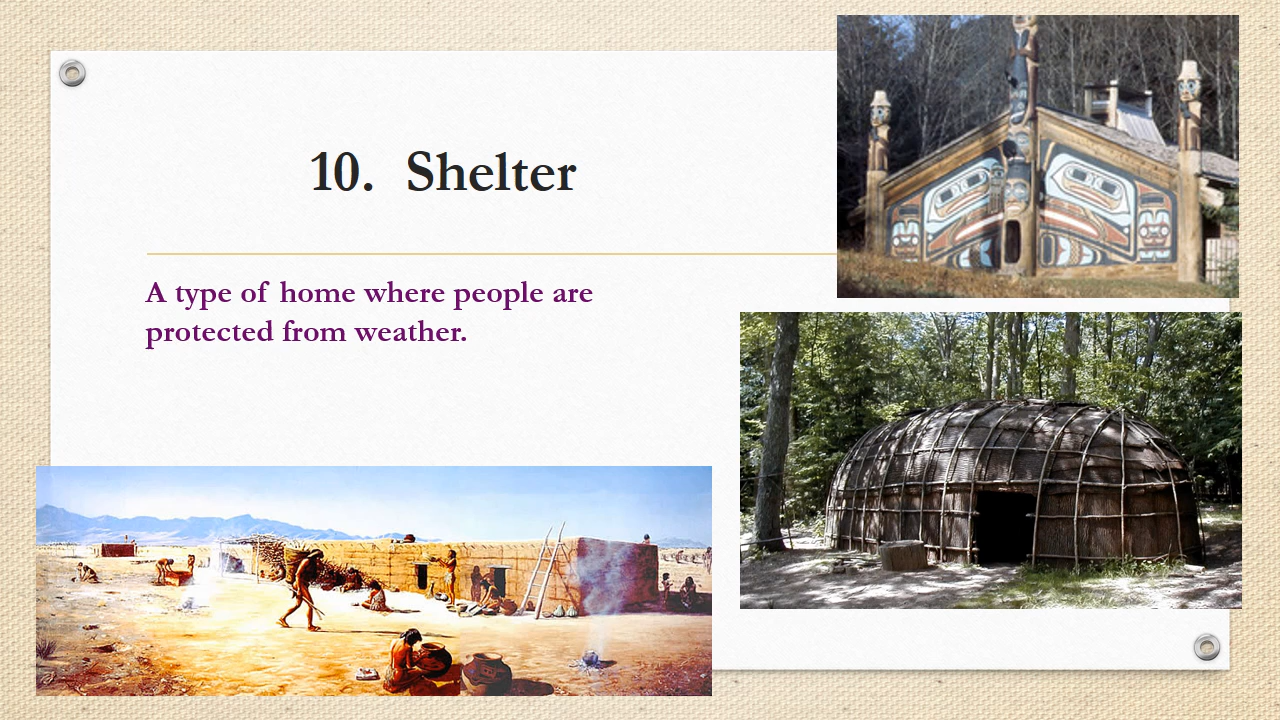 10.  Shelter
A type of home where people are
protected from weather.